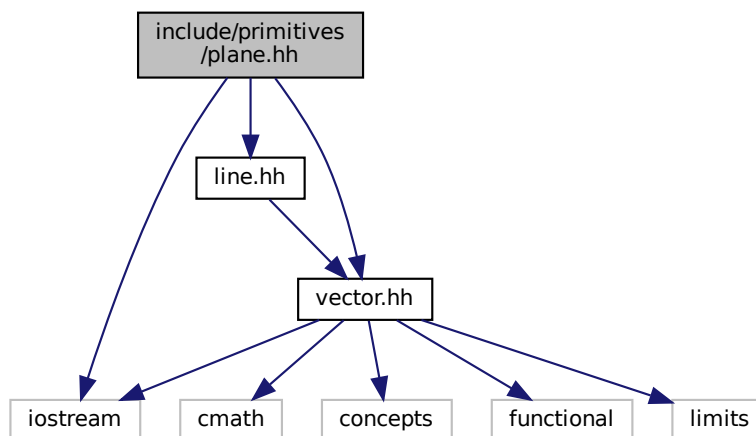 include/primitives
/plane.hh
line.hh
vector.hh
iostream
cmath
concepts
functional
limits